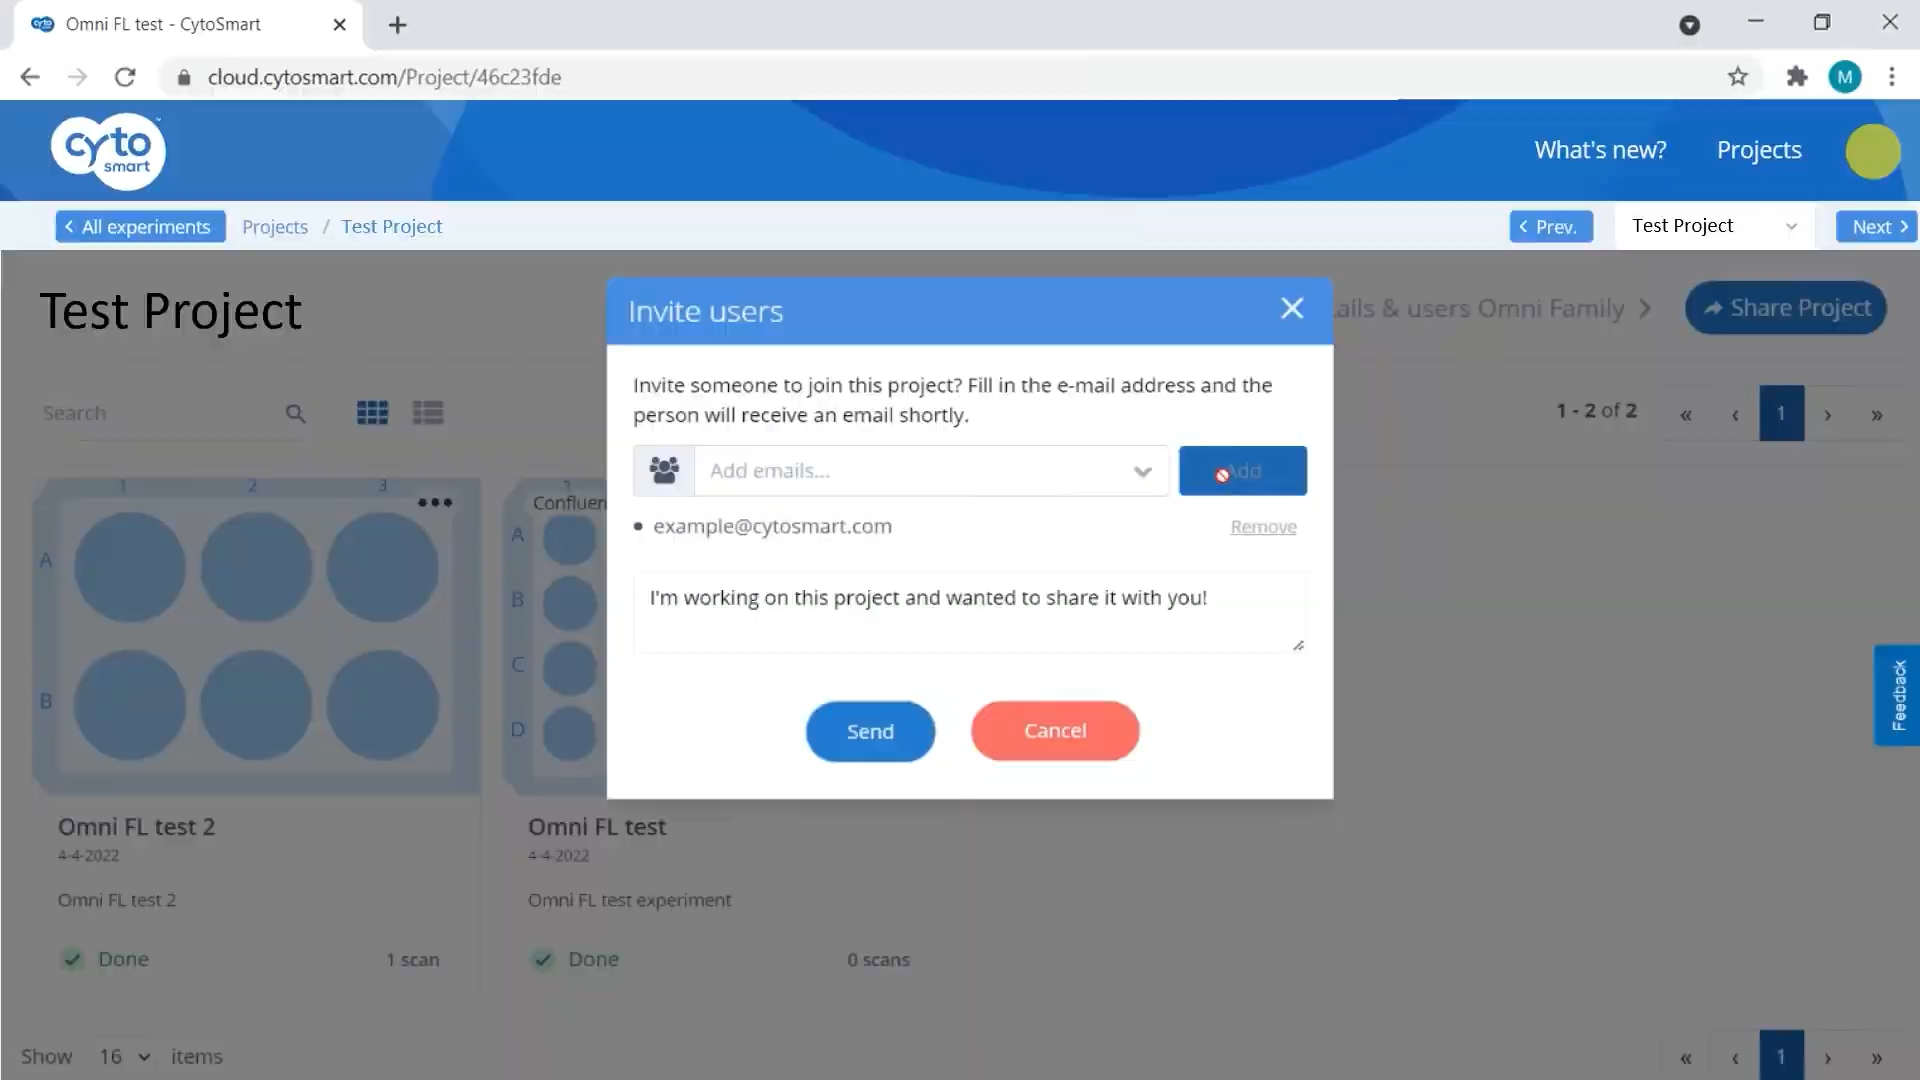 Omni FL test - CytoSmart
cloud.cytosmart.com/Project/46c23fde
M
cyto smart
What's new?
Projects
All experiments
Projects / Test Project
Prev.
Test Project
Next
Test Project
Invite users
ails & users Omni Family
Share Project
Invite someone to join this project? Fill in the e-mail address and the
person will receive an email shortly.
Search
1 - 2 of 2
« ‹ 1 › »
Add emails...
Add
• example@cytosmart.com
Remove
I'm working on this project and wanted to share it with you!
Send
Cancel
1 2 3
A
B
Confluen
A
B
C
D
Feedback
Omni FL test 2
4-4-2022
Omni FL test 2
Done
1 scan
Omni FL test
4-4-2022
Omni FL test experiment
Done
0 scans
Show 16 items
« ‹ 1 › »